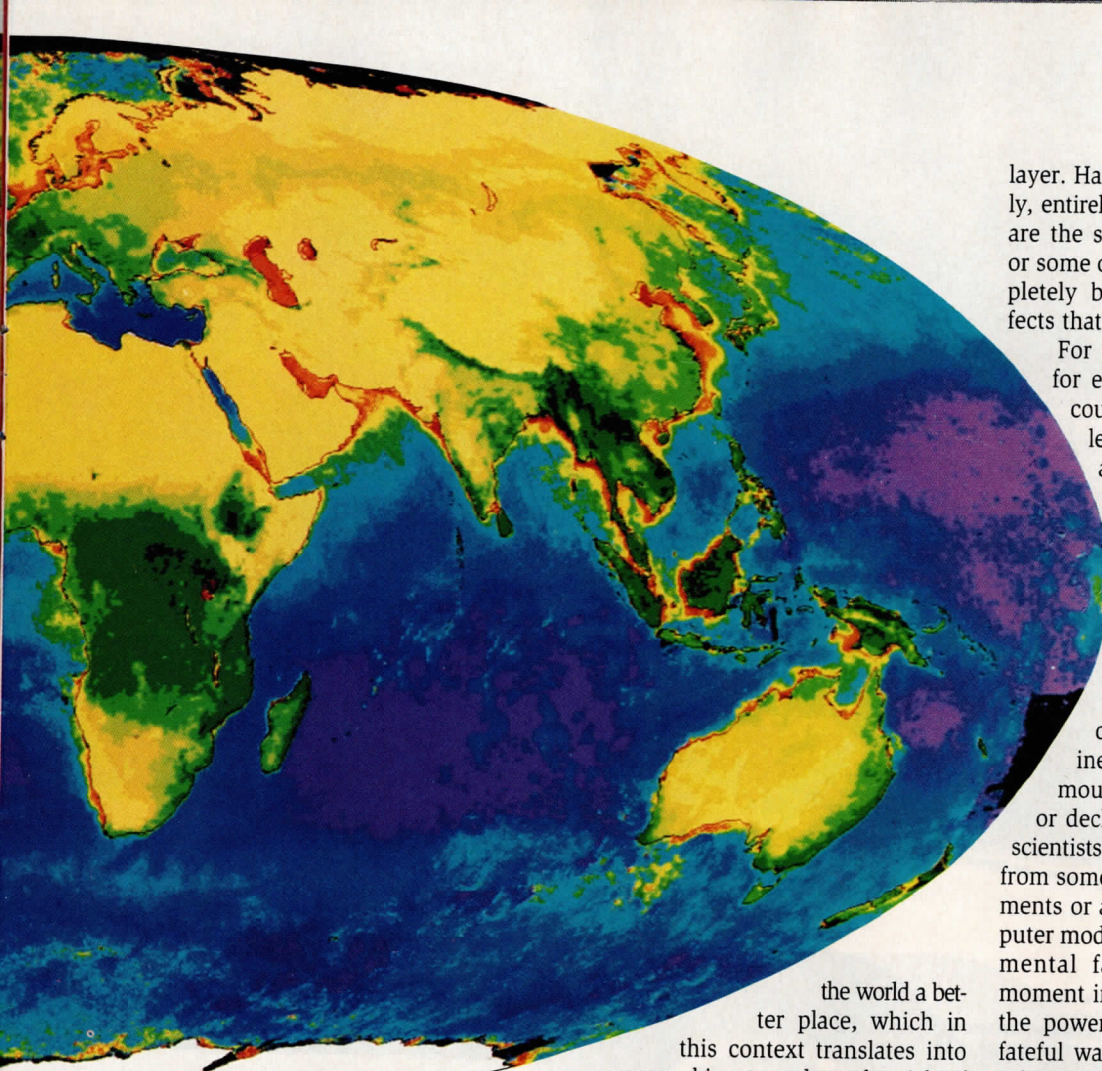 the world a bet-
ter place, which in
this context translates into
layer. Ha
ly, entirel
are the s
or some
pletely b
fects that
For
for e
cou
le
ine
mou
or decl
scientists
from some
ments or a
puter mod
mental fa
moment i
the power
fateful wa